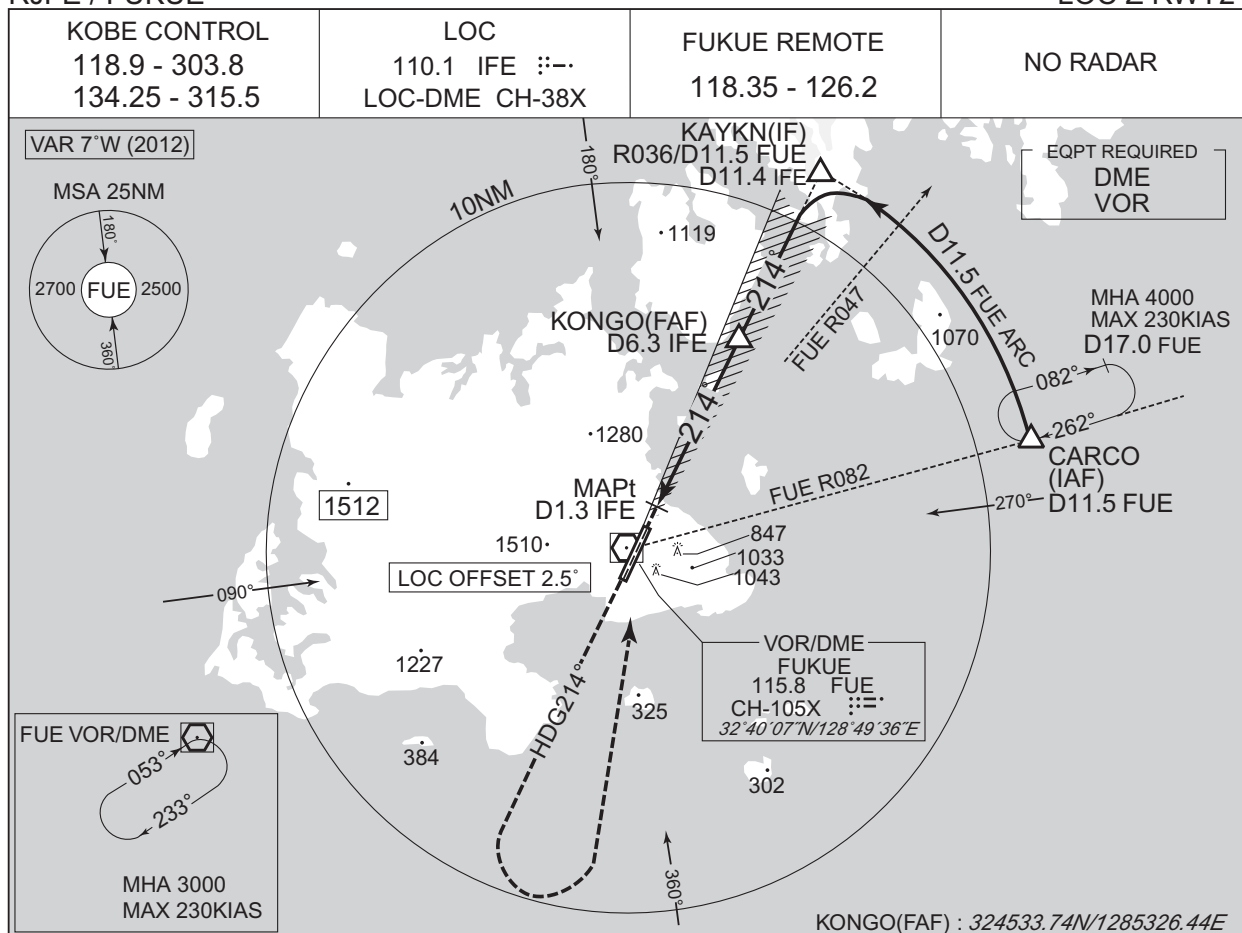 KOBE CONTROL
118.9 - 303.8
134.25 - 315.5
LOC
110.1 IFE
LOC-DME CH-38X
FUKUE REMOTE
118.35 - 126.2
NO RADAR
VAR 7˚W (2012)
MSA 25NM
180°
2700
FUE
2500
360°
10NM
180°
KAYKN(IF)
R036/D11.5 FUE
D11.4 IFE
EQPT REQUIRED
DME
VOR
1119
214°
D11.5 FUE ARC
FUE R047
KONGO(FAF)
D6.3 IFE
1070
MHA 4000
MAX 230KIAS
D17.0 FUE
082°
262°
214°
1280
CARCO
(IAF)
D11.5 FUE
FUE R082
270°
1512
MAPt
D1.3 IFE
1510
847
1033
1043
LOC OFFSET 2.5°
090°
VOR/DME
FUKUE
115.8 FUE
CH-105X
32˚40´07˝N/128˚49´36˝E
1227
325
HDG214°
384
302
FUE VOR/DME
053°
233°
MHA 3000
MAX 230KIAS
360°
KONGO(FAF) : 324533.74N/1285326.44E